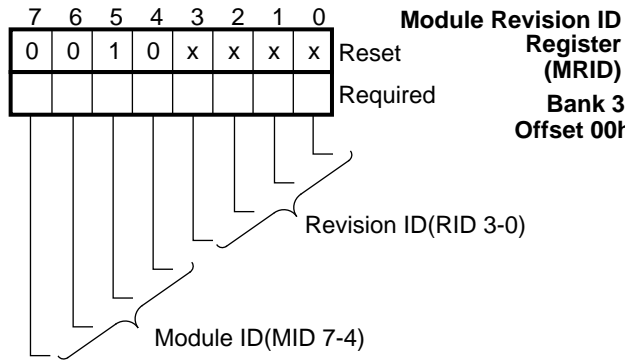 7 6 5 4 3 2 1 0
Module Revision ID
Register
(MRID)
0 0 1 0 x x x x Reset
Required
Bank 3
Offset 00h
Revision ID(RID 3-0)
Module ID(MID 7-4)